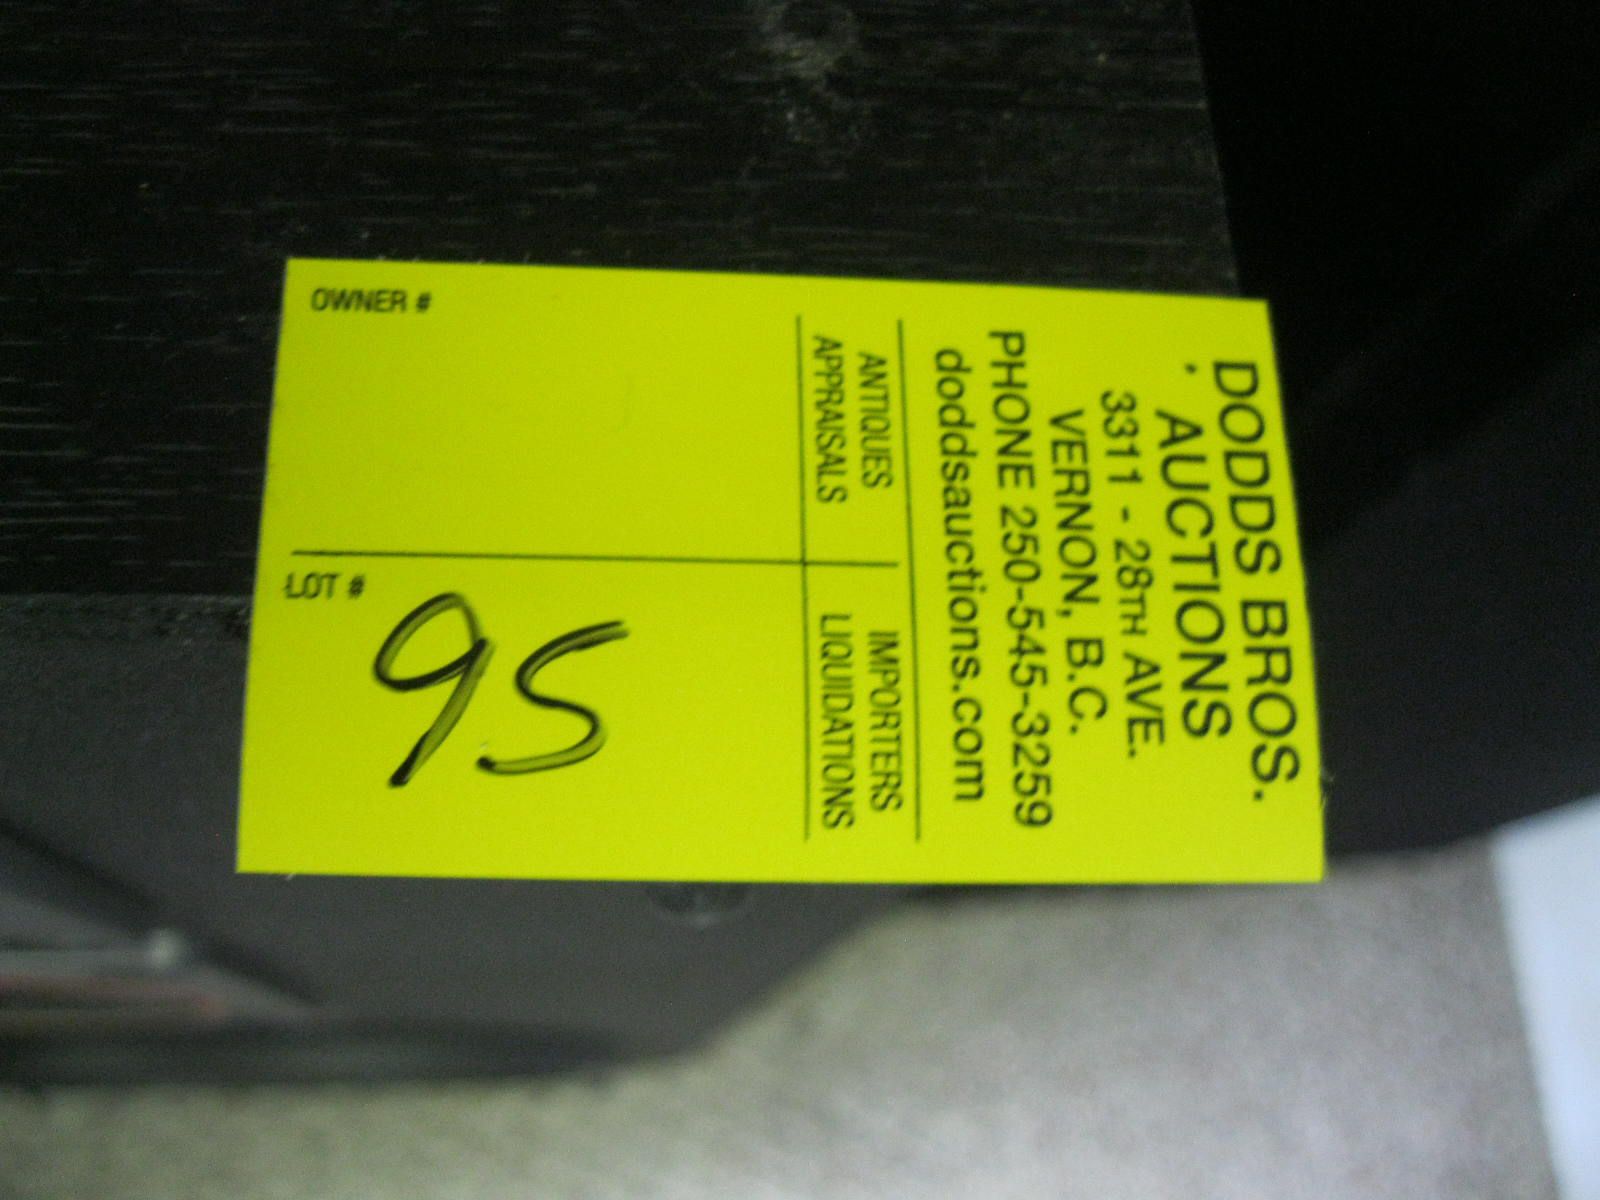 DODDS BROS.
AUCTIONS
3311 - 28TH AVE.
VERNON, B.C.
PHONE 250-545-3259
doddsauctions.com
ANTIQUES
APPRAISALS
IMPORTERS
LIQUIDATIONS
OWNER #
LOT #
95